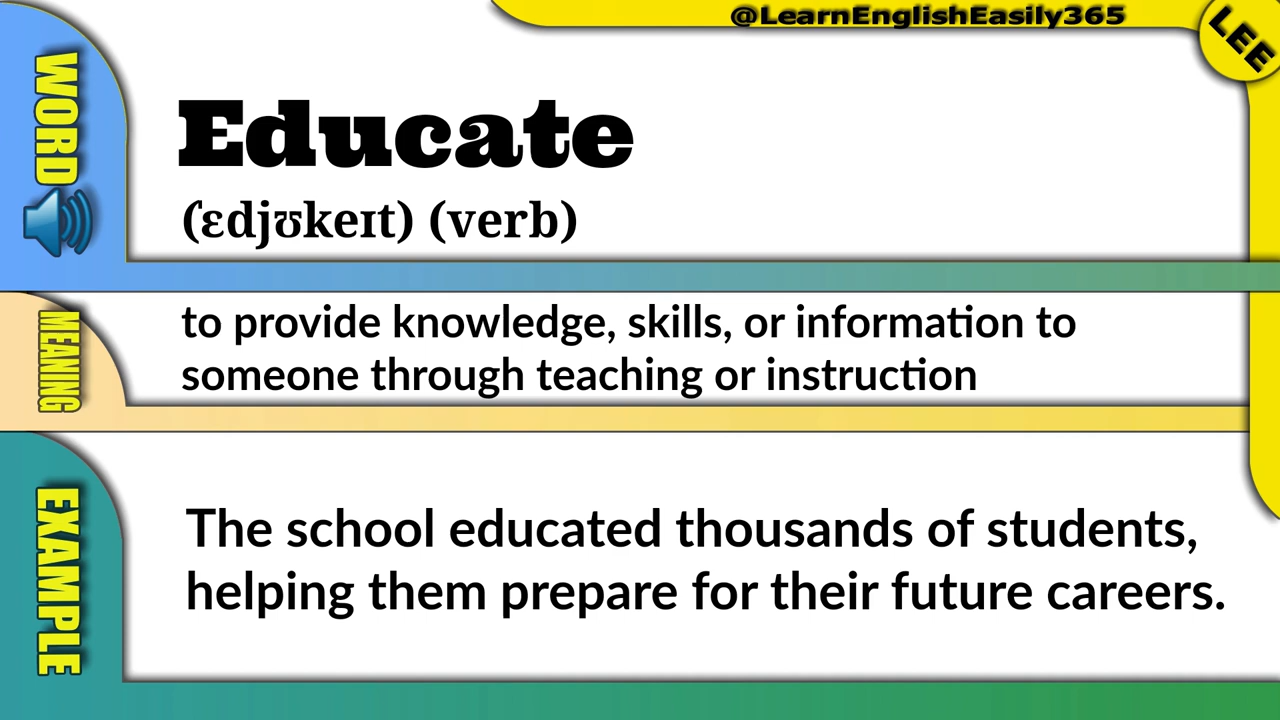 @LearnEnglishEasily365
LEE
WORD
Educate
(ɛdjʊkeɪt) (verb)
MEANING
to provide knowledge, skills, or information to
someone through teaching or instruction
EXAMPLE
The school educated thousands of students,
helping them prepare for their future careers.